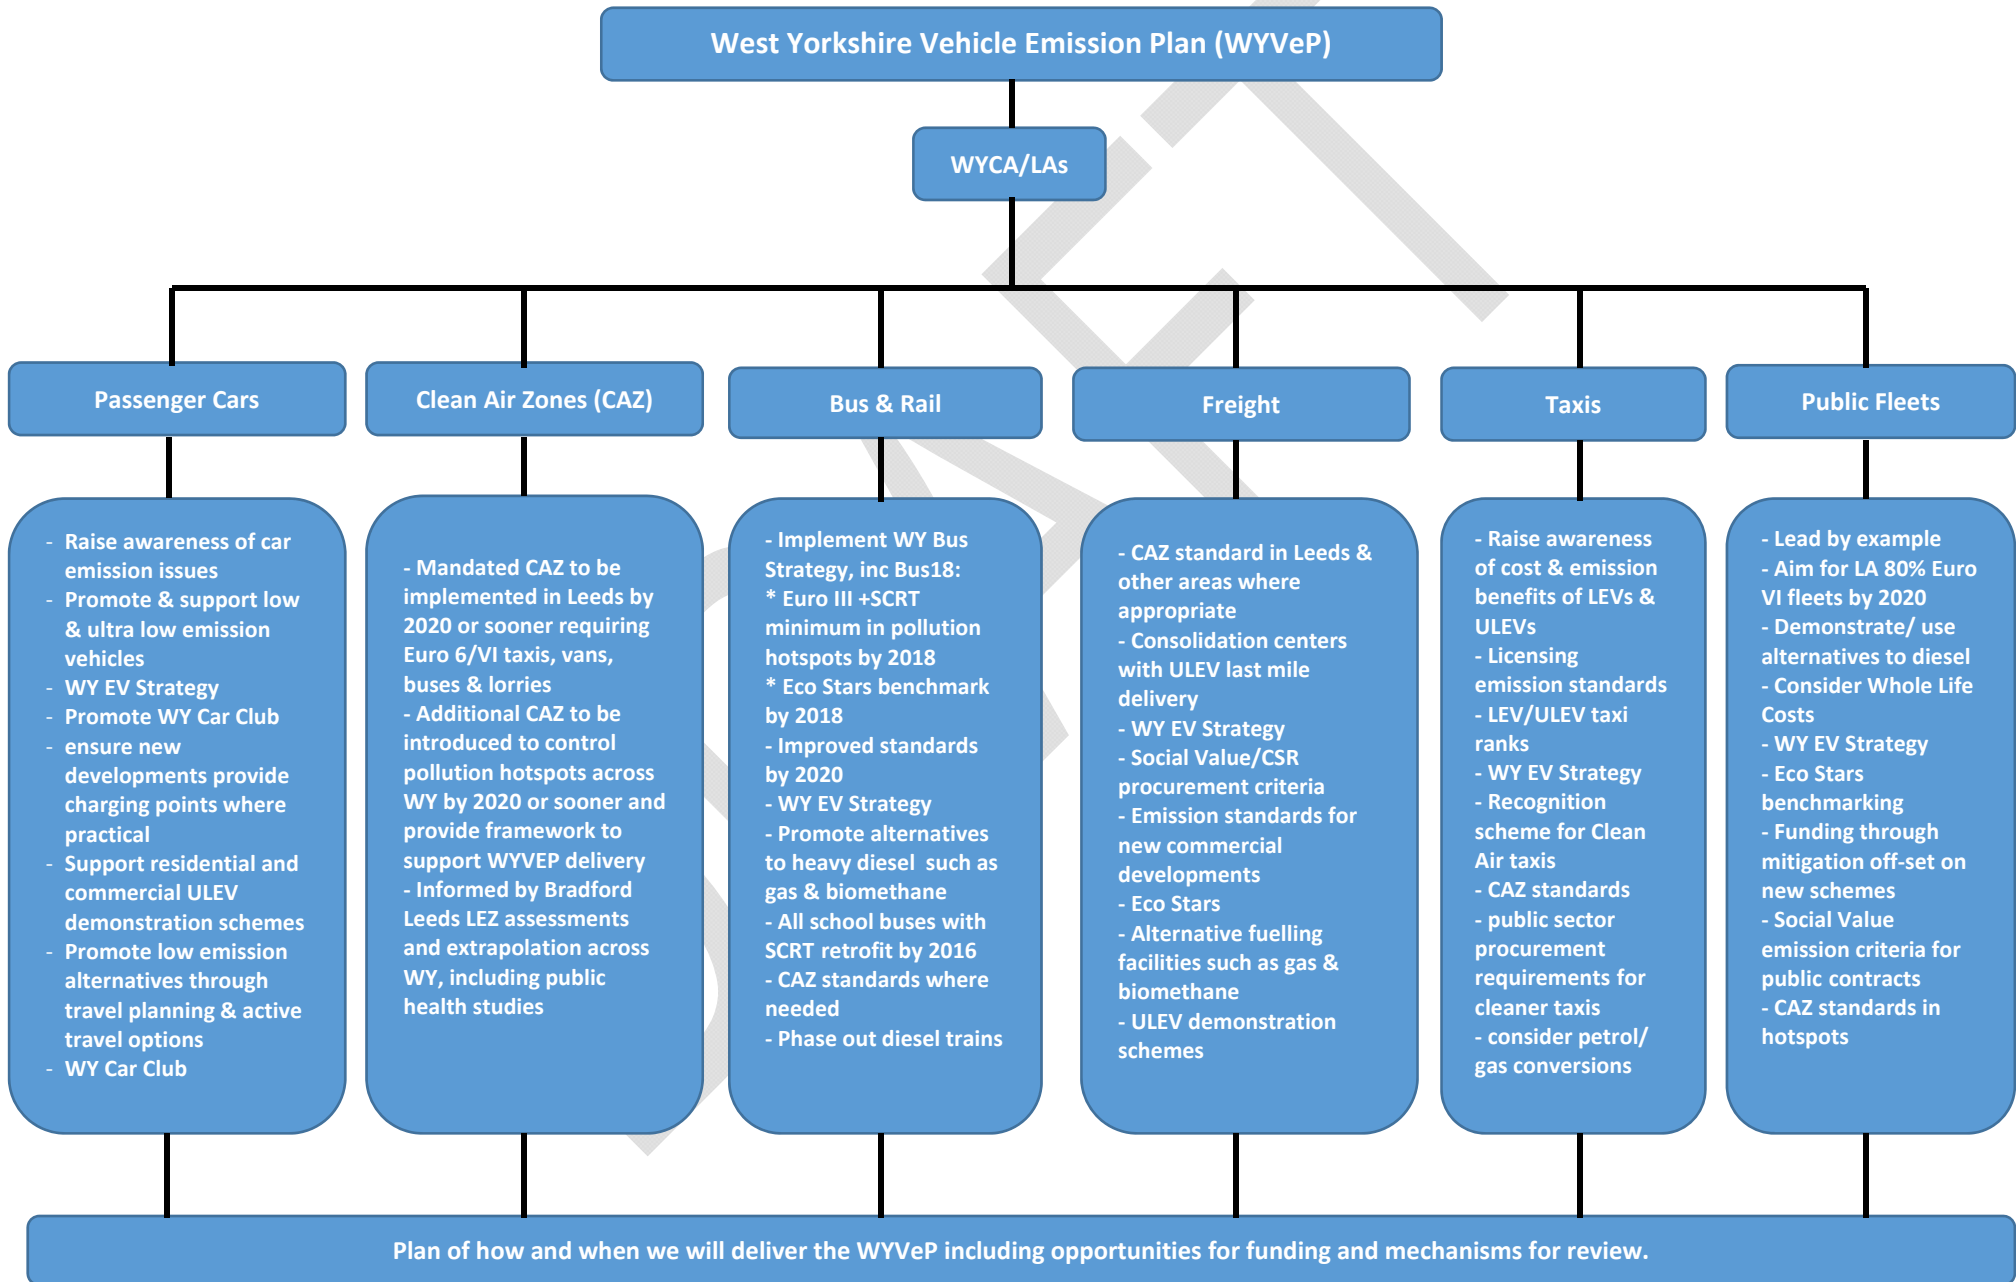 West Yorkshire Vehicle Emission Plan (WYVeP)
WYCA/LAs
Passenger Cars
Clean Air Zones (CAZ)
Bus & Rail
Freight
Taxis
Public Fleets
- Raise awareness of car
emission issues
- Promote & support low
& ultra low emission
vehicles
- WY EV Strategy
- Promote WY Car Club
- ensure new
developments provide
charging points where
practical
- Support residential and
commercial ULEV
demonstration schemes
- Promote low emission
alternatives through
travel planning & active
travel options
- WY Car Club
- Mandated CAZ to be
implemented in Leeds by
2020 or sooner requiring
Euro 6/VI taxis, vans,
buses & lorries
- Additional CAZ to be
introduced to control
pollution hotspots across
WY by 2020 or sooner and
provide framework to
support WYVEP delivery
- Informed by Bradford
Leeds LEZ assessments
and extrapolation across
WY, including public
health studies
- Implement WY Bus
Strategy, inc Bus18:
* Euro III +SCRT
minimum in pollution
hotspots by 2018
* Eco Stars benchmark
by 2018
- Improved standards
by 2020
- WY EV Strategy
- Promote alternatives
to heavy diesel such as
gas & biomethane
- All school buses with
SCRT retrofit by 2016
- CAZ standards where
needed
- Phase out diesel trains
- CAZ standard in Leeds &
other areas where
appropriate
- Consolidation centers
with ULEV last mile
delivery
- WY EV Strategy
- Social Value/CSR
procurement criteria
- Emission standards for
new commercial
developments
- Eco Stars
- Alternative fuelling
facilities such as gas &
biomethane
- ULEV demonstration
schemes
- Raise awareness
of cost & emission
benefits of LEVs &
ULEVs
- Licensing
emission standards
- LEV/ULEV taxi
ranks
- WY EV Strategy
- Recognition
scheme for Clean
Air taxis
- CAZ standards
- public sector
procurement
requirements for
cleaner taxis
- consider petrol/
gas conversions
- Lead by example
- Aim for LA 80% Euro
VI fleets by 2020
- Demonstrate/ use
alternatives to diesel
- Consider Whole Life
Costs
- WY EV Strategy
- Eco Stars
benchmarking
- Funding through
mitigation off-set on
new schemes
- Social Value
emission criteria for
public contracts
- CAZ standards in
hotspots
Plan of how and when we will deliver the WYVeP including opportunities for funding and mechanisms for review.
DRAFT